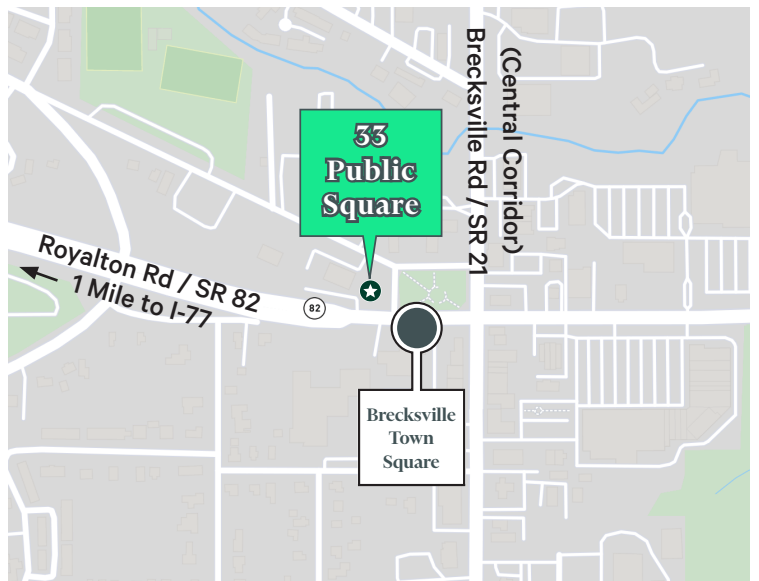 33
Public
Square
Brecksville Rd / SR 21
(Central Corridor)
Royalton Rd / SR 82
1 Mile to I-77
82
Brecksville
Town
Square